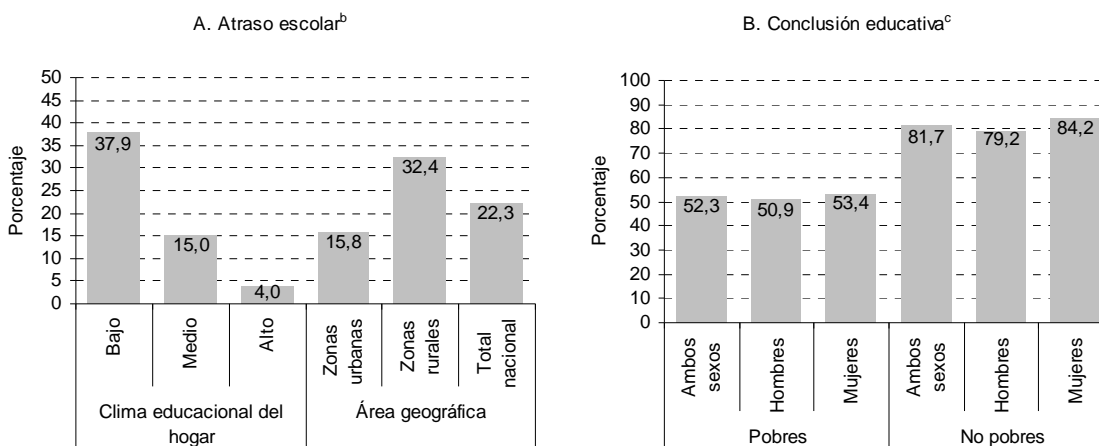 A. Atraso escolarᵇ
Porcentaje
50
45
40
35
30
25
20
15
10
5
0
37,9
15,0
4,0
15,8
32,4
22,3
Bajo
Medio
Alto
Zonas
urbanas
Zonas
rurales
Total
nacional
Clima educacional del
hogar
Área geográfica
B. Conclusión educativaᶜ
Porcentaje
100
90
80
70
60
50
40
30
20
10
0
52,3
50,9
53,4
81,7
79,2
84,2
Ambos
sexos
Hombres
Mujeres
Ambos
sexos
Hombres
Mujeres
Pobres
No pobres